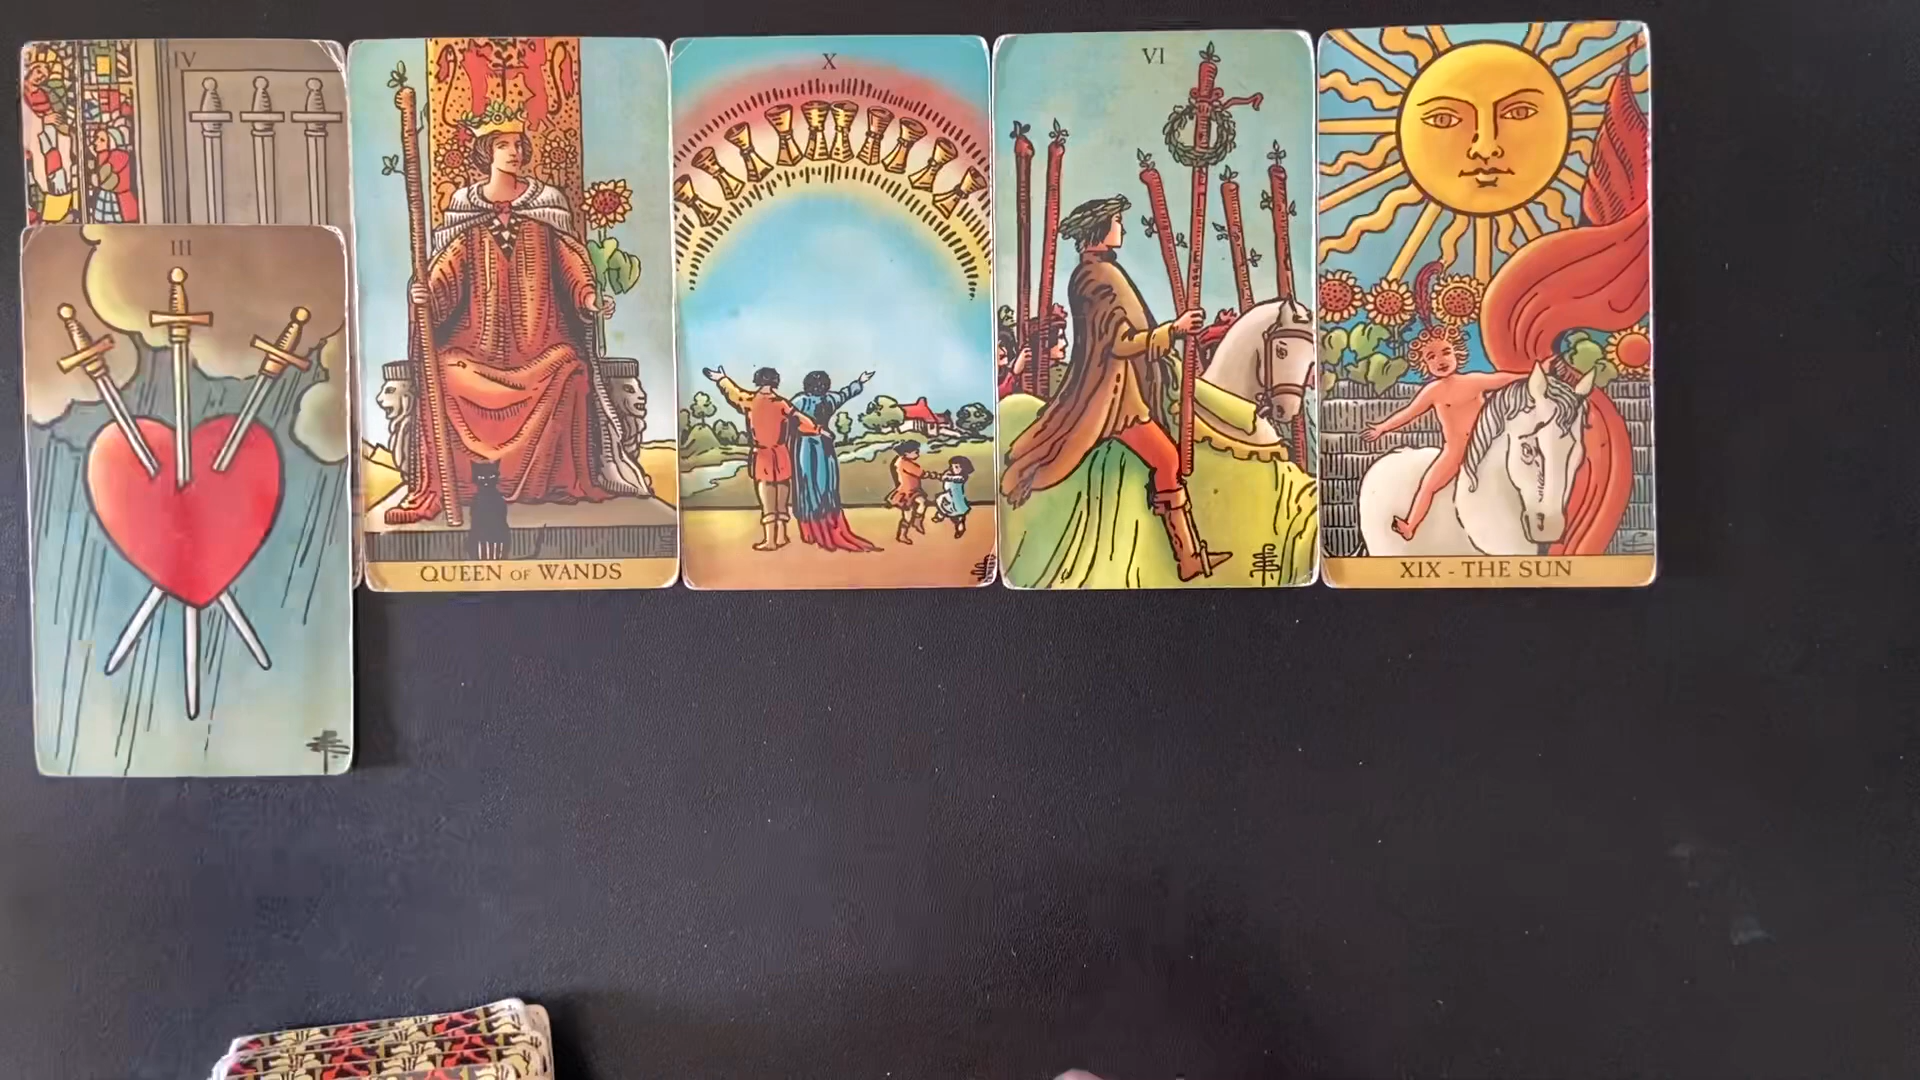 IV
III
QUEEN OF WANDS
X
VI
XIX - THE SUN